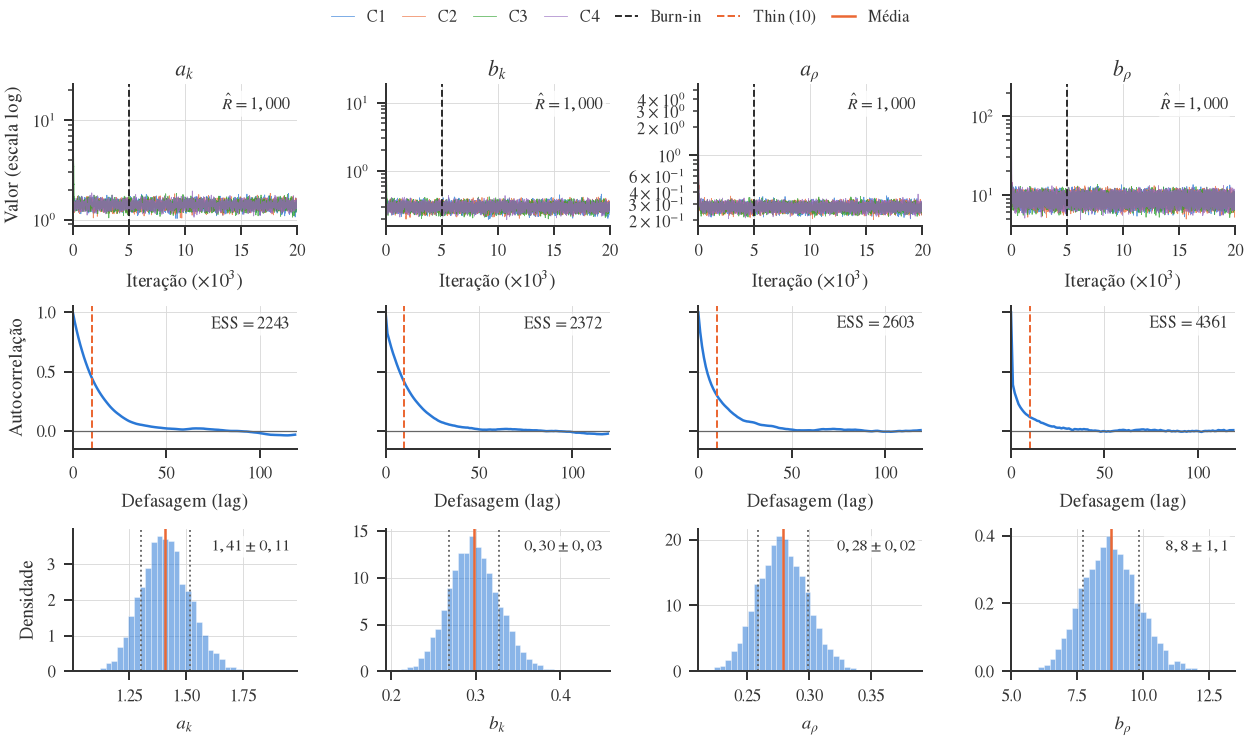 C1 C2 C3 C4 Burn-in Thin (10) Média
a_k b_k a_ρ b_ρ
Valor (escala log)
10^1
10^0
R̂ = 1,000
0 5 10 15 20
Iteração (×10^3)
10^1
10^0
R̂ = 1,000
0 5 10 15 20
Iteração (×10^3)
4 × 10^0
3 × 10^0
2 × 10^0
10^0
6 × 10^-1
4 × 10^-1
3 × 10^-1
2 × 10^-1
R̂ = 1,000
0 5 10 15 20
Iteração (×10^3)
10^2
10^1
R̂ = 1,000
0 5 10 15 20
Iteração (×10^3)
Autocorrelação
1.0
0.5
0.0
ESS = 2243
0 50 100
Defasagem (lag)
ESS = 2372
0 50 100
Defasagem (lag)
ESS = 2603
0 50 100
Defasagem (lag)
ESS = 4361
0 50 100
Defasagem (lag)
Densidade
3
2
1
0
1,41 ± 0,11
1.25 1.50 1.75
a_k
15
10
5
0
0,30 ± 0,03
0.2 0.3 0.4
b_k
20
10
0
0,28 ± 0,02
0.25 0.30 0.35
a_ρ
0.4
0.2
0.0
8,8 ± 1,1
5.0 7.5 10.0 12.5
b_ρ